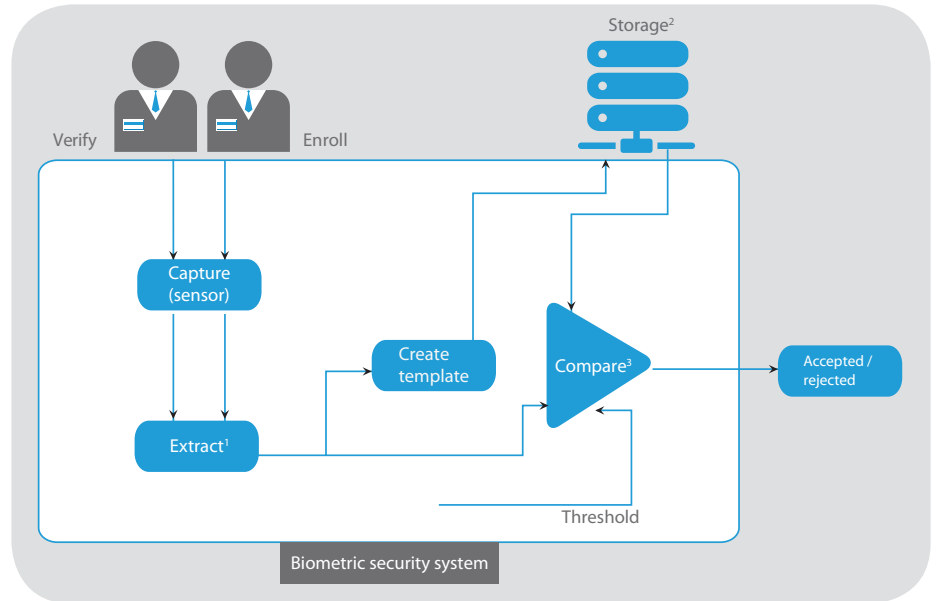 Storage²
Verify
Enroll
Capture
(sensor)
Create
template
Compare³
Accepted /
rejected
Extract¹
Threshold
Biometric security system